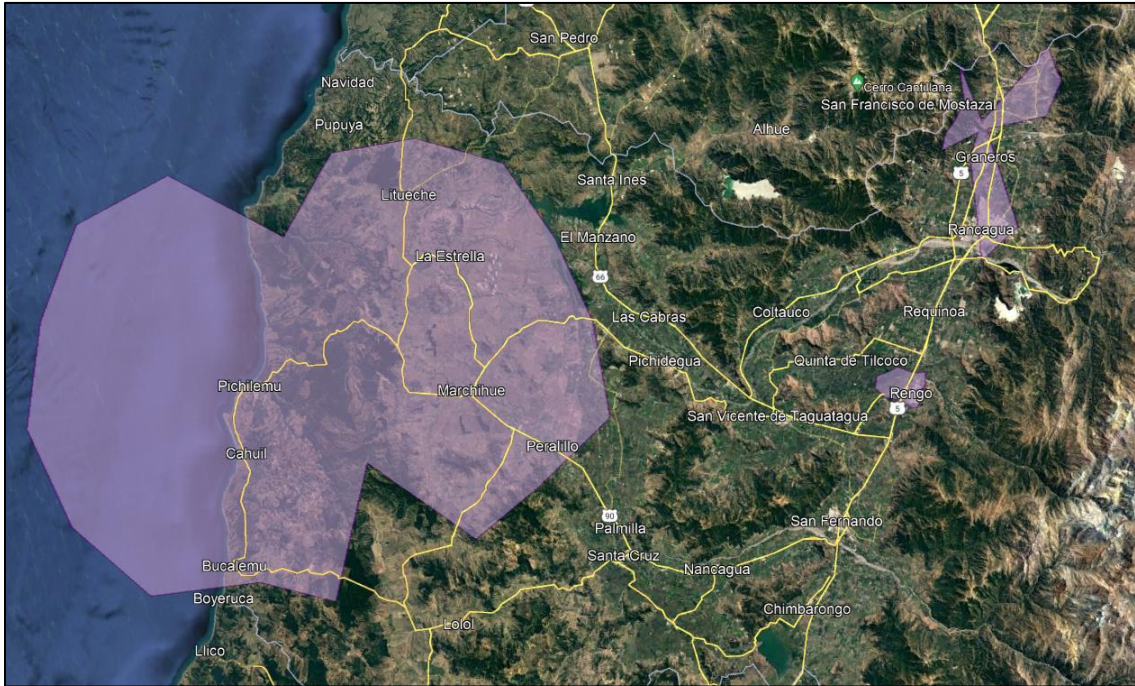 San Pedro
Navidad
Cerro Cantillana
San Francisco de Mostazal
Pupuya
Alhue
Graneros
5
Santa Ines
Litueche
Rancagua
El Manzano
La Estrella
66
Las Cabras
Coltauco
Requinoa
Pichidegua
Quinta de Tilcoco
Pichilemu
Marchihue
Rengo
5
San Vicente de Taguatagua
Peralillo
Cahuil
90
San Fernando
Palmilla
Santa Cruz
Nancagua
Bucalemu
Boyeruca
Chimbarongo
Lolol
Llico